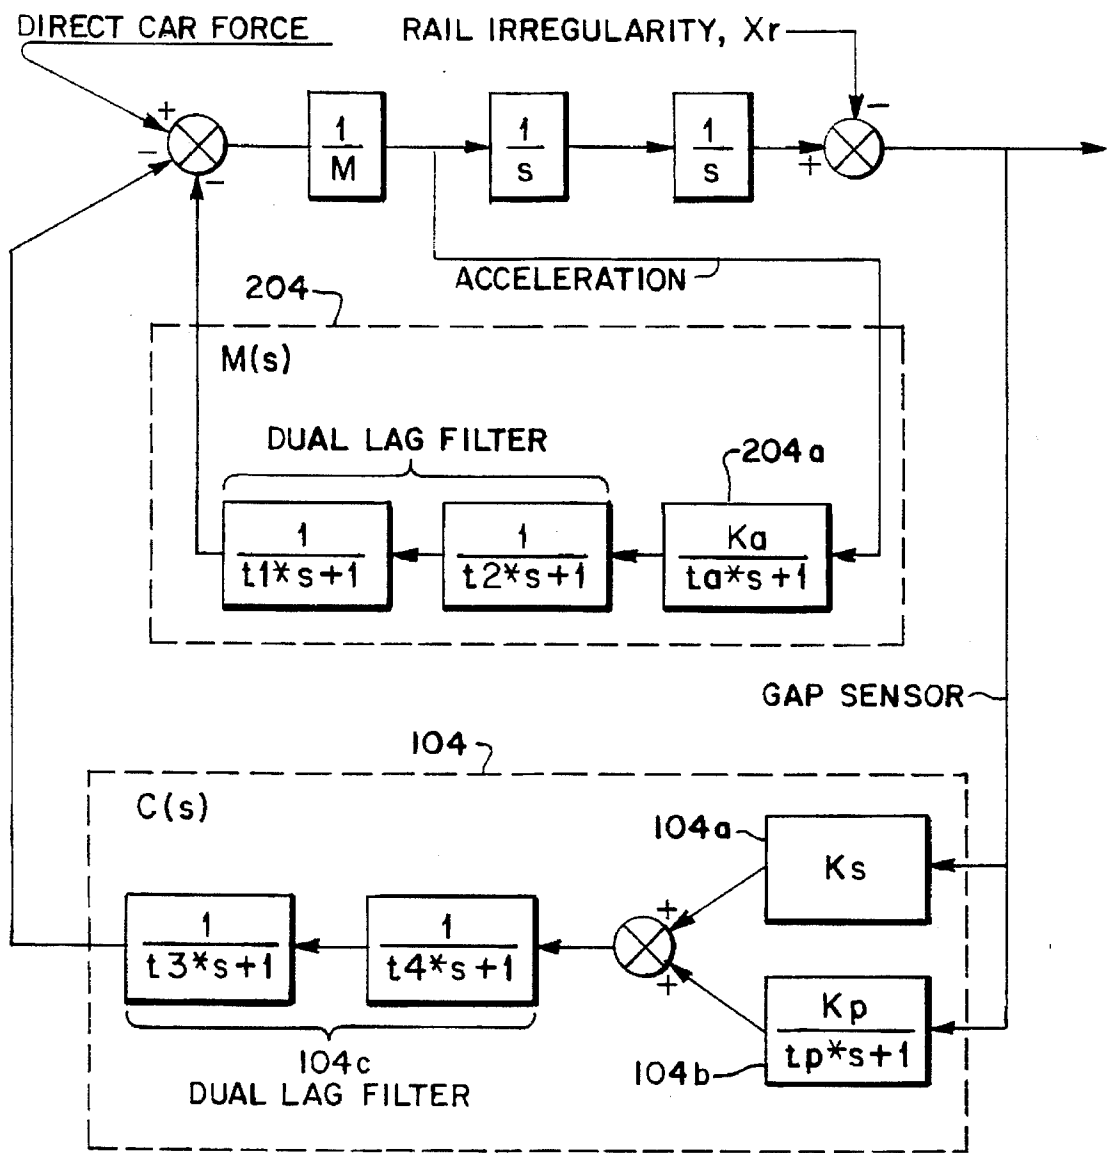 DIRECT CAR FORCE
RAIL IRREGULARITY, Xr
+
−
−
1
M
1
s
1
s
+
−
ACCELERATION
204
M(s)
DUAL LAG FILTER
204a
1
t1*s+1
1
t2*s+1
Ka
ta*s+1
GAP SENSOR
104
C(s)
104a
Ks
+
+
1
t3*s+1
1
t4*s+1
Kp
tp*s+1
104b
104c
DUAL LAG FILTER